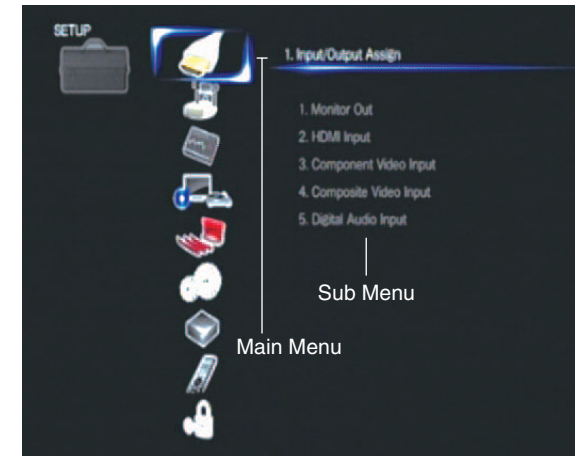 SETUP
1. Input/Output Assign
1. Monitor Out
2. HDMI Input
3. Component Video Input
4. Composite Video Input
5. Digital Audio Input
Sub Menu
Main Menu